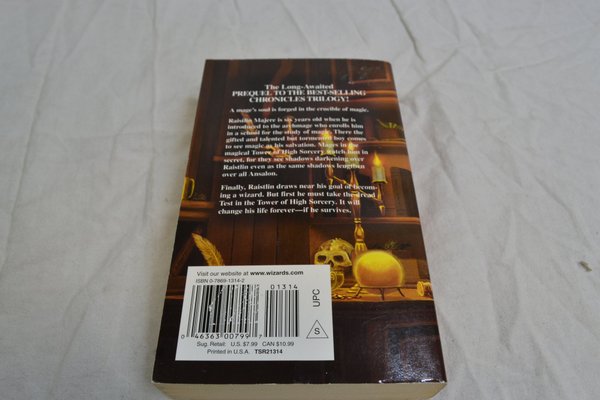 The Long-Awaited
PREQUEL TO THE BEST-SELLING
CHRONICLES TRILOGY!
A mage's soul is forged in the crucible of magic.
Raistlin Majere is six years old when he is
introduced to the archmage who enrolls him
in a school for the study of magic. There the
gifted and talented but tormented boy comes
to see magic as his salvation. Mages in the
magical Tower of High Sorcery watch him in
secret, for they see shadows darkening over
Raistlin even as the same shadows lengthen
over all Ansalon.
Finally, Raistlin draws near his goal of becom-
ing a wizard. But first he must take the dread
Test in the Tower of High Sorcery. It will
change his life forever—if he survives.
Visit our website at www.wizards.com
ISBN 0-7869-1314-2
01314
0 46363 00799 7
UPC
S
Sug. Retail: U.S. $7.99 CAN $10.99
Printed in U.S.A. TSR21314